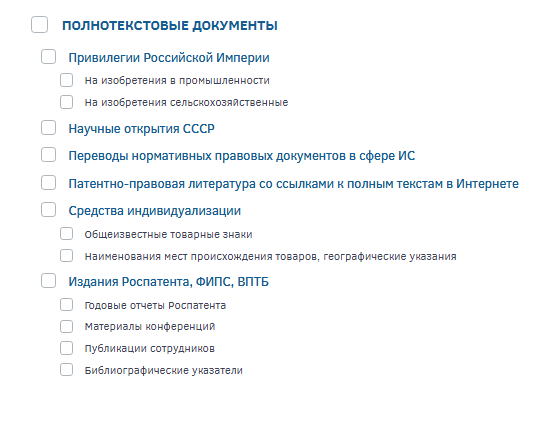 ПОЛНОТЕКСТОВЫЕ ДОКУМЕНТЫ
Привилегии Российской Империи
На изобретения в промышленности
На изобретения сельскохозяйственные
Научные открытия СССР
Переводы нормативных правовых документов в сфере ИС
Патентно-правовая литература со ссылками к полным текстам в Интернете
Средства индивидуализации
Общеизвестные товарные знаки
Наименования мест происхождения товаров, географические указания
Издания Роспатента, ФИПС, ВПТБ
Годовые отчеты Роспатента
Материалы конференций
Публикации сотрудников
Библиографические указатели